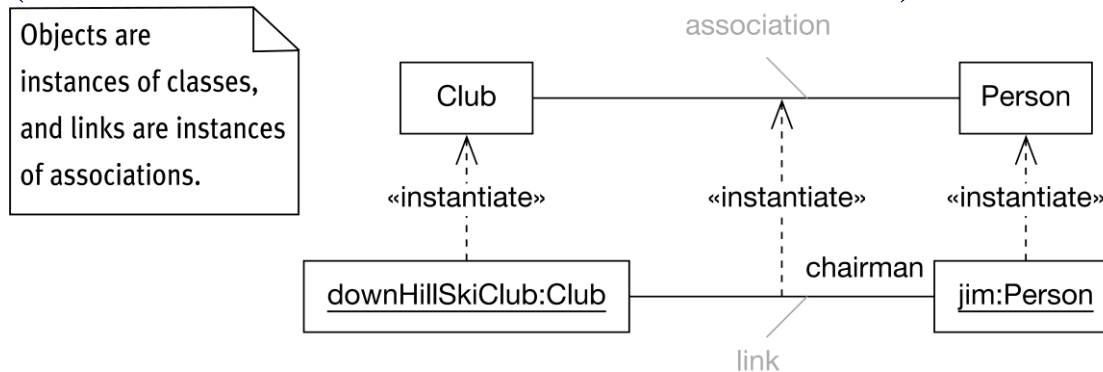 Objects are
instances of classes,
and links are instances
of associations.
association
Club
Person
«instantiate»
«instantiate»
«instantiate»
chairman
downHillSkiClub:Club
jim:Person
link